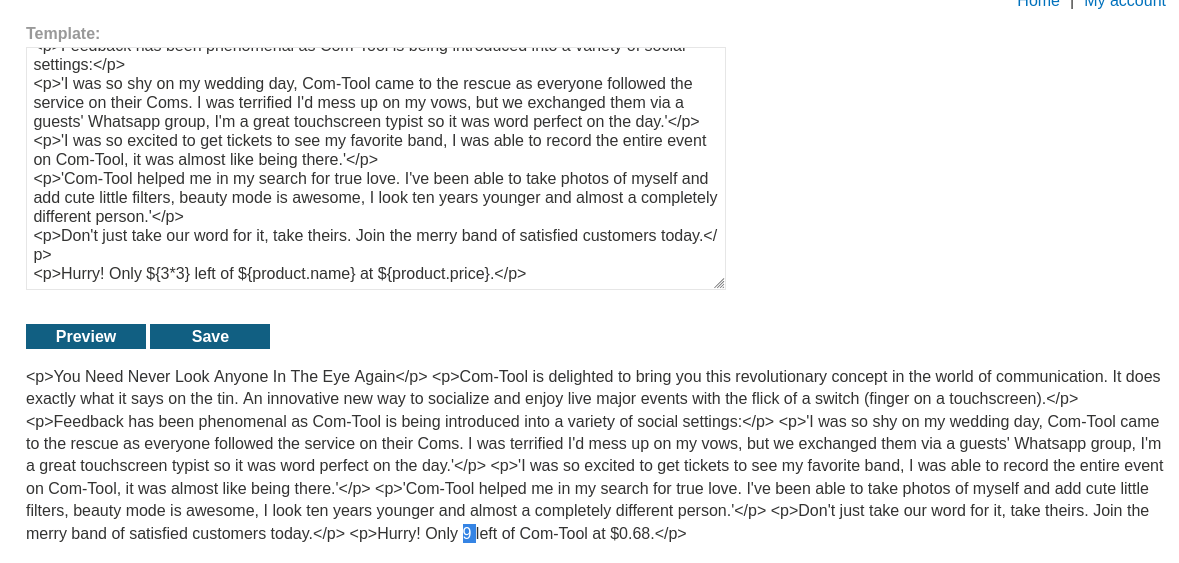 Home | My account
Template:
<p>Feedback has been phenomenal as Com-Tool is being introduced into a variety of social
settings:</p>
<p>'I was so shy on my wedding day, Com-Tool came to the rescue as everyone followed the
service on their Coms. I was terrified I'd mess up on my vows, but we exchanged them via a
guests' Whatsapp group, I'm a great touchscreen typist so it was word perfect on the day.'</p>
<p>'I was so excited to get tickets to see my favorite band, I was able to record the entire event
on Com-Tool, it was almost like being there.'</p>
<p>'Com-Tool helped me in my search for true love. I've been able to take photos of myself and
add cute little filters, beauty mode is awesome, I look ten years younger and almost a completely
different person.'</p>
<p>Don't just take our word for it, take theirs. Join the merry band of satisfied customers today.</
p>
<p>Hurry! Only ${3*3} left of ${product.name} at ${product.price}.</p>
Preview Save
<p>You Need Never Look Anyone In The Eye Again</p> <p>Com-Tool is delighted to bring you this revolutionary concept in the world of communication. It does
exactly what it says on the tin. An innovative new way to socialize and enjoy live major events with the flick of a switch (finger on a touchscreen).</p>
<p>Feedback has been phenomenal as Com-Tool is being introduced into a variety of social settings:</p> <p>'I was so shy on my wedding day, Com-Tool came
to the rescue as everyone followed the service on their Coms. I was terrified I'd mess up on my vows, but we exchanged them via a guests' Whatsapp group, I'm
a great touchscreen typist so it was word perfect on the day.'</p> <p>'I was so excited to get tickets to see my favorite band, I was able to record the entire event
on Com-Tool, it was almost like being there.'</p> <p>'Com-Tool helped me in my search for true love. I've been able to take photos of myself and add cute little
filters, beauty mode is awesome, I look ten years younger and almost a completely different person.'</p> <p>Don't just take our word for it, take theirs. Join the
merry band of satisfied customers today.</p> <p>Hurry! Only 9 left of Com-Tool at $0.68.</p>